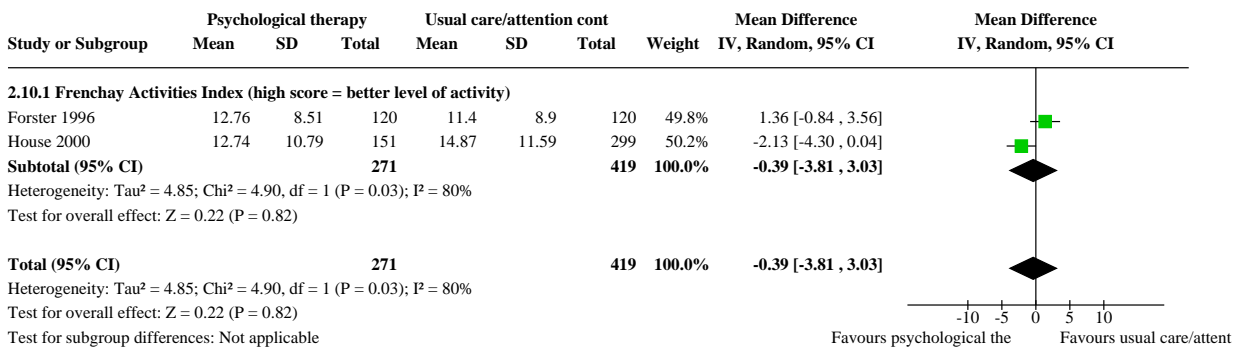 Psychological therapy Usual care/attention cont Mean Difference Mean Difference
Study or Subgroup Mean SD Total Mean SD Total Weight IV, Random, 95% CI IV, Random, 95% CI
2.10.1 Frenchay Activities Index (high score = better level of activity)
Forster 1996 12.76 8.51 120 11.4 8.9 120 49.8% 1.36 [-0.84 , 3.56]
House 2000 12.74 10.79 151 14.87 11.59 299 50.2% -2.13 [-4.30 , 0.04]
Subtotal (95% CI) 271 419 100.0% -0.39 [-3.81 , 3.03]
Heterogeneity: Tau² = 4.85; Chi² = 4.90, df = 1 (P = 0.03); I² = 80%
Test for overall effect: Z = 0.22 (P = 0.82)
Total (95% CI) 271 419 100.0% -0.39 [-3.81 , 3.03]
Heterogeneity: Tau² = 4.85; Chi² = 4.90, df = 1 (P = 0.03); I² = 80%
Test for overall effect: Z = 0.22 (P = 0.82)
-10 -5 0 5 10
Test for subgroup differences: Not applicable Favours psychological the Favours usual care/attent